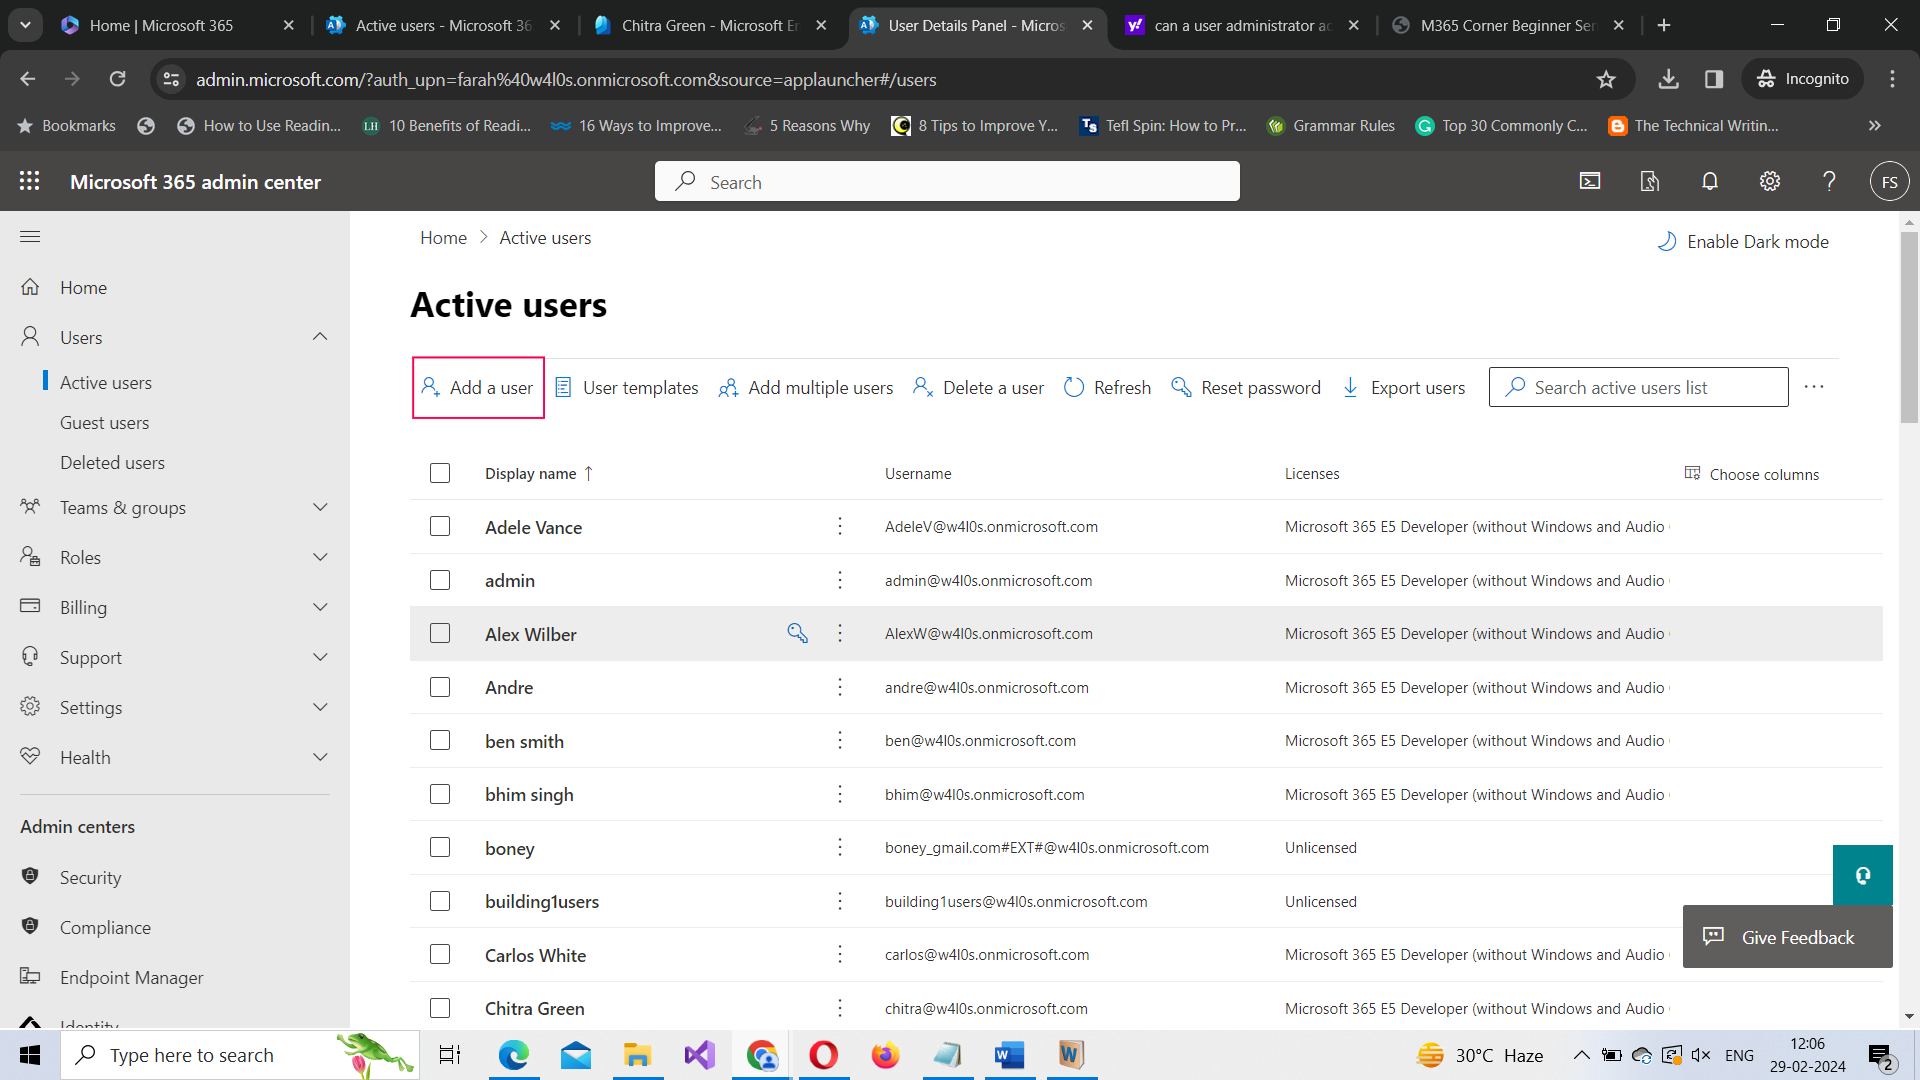 Home | Microsoft 365
Active users - Microsoft 36
Chitra Green - Microsoft En
User Details Panel - Micros
can a user administrator ac
M365 Corner Beginner Ser
admin.microsoft.com/?auth_upn=farah%40w4l0s.onmicrosoft.com&source=applauncher#/users
Incognito
Bookmarks
How to Use Readin...
LH
10 Benefits of Readi...
16 Ways to Improve...
5 Reasons Why
8 Tips to Improve Y...
Ts
Tefl Spin: How to Pr...
Grammar Rules
Top 30 Commonly C...
The Technical Writin...
Microsoft 365 admin center
Search
FS
Home > Active users
Enable Dark mode
Active users
Add a user
User templates
Add multiple users
Delete a user
Refresh
Reset password
Export users
Search active users list
Home
Users
Active users
Guest users
Deleted users
Teams & groups
Roles
Billing
Support
Settings
Health
Admin centers
Security
Compliance
Endpoint Manager
Identity
Display name ↑ Username Licenses Choose columns
Adele Vance AdeleV@w4l0s.onmicrosoft.com Microsoft 365 E5 Developer (without Windows and Audio
admin admin@w4l0s.onmicrosoft.com Microsoft 365 E5 Developer (without Windows and Audio
Alex Wilber AlexW@w4l0s.onmicrosoft.com Microsoft 365 E5 Developer (without Windows and Audio
Andre andre@w4l0s.onmicrosoft.com Microsoft 365 E5 Developer (without Windows and Audio
ben smith ben@w4l0s.onmicrosoft.com Microsoft 365 E5 Developer (without Windows and Audio
bhim singh bhim@w4l0s.onmicrosoft.com Microsoft 365 E5 Developer (without Windows and Audio
boney boney_gmail.com#EXT#@w4l0s.onmicrosoft.com Unlicensed
building1users building1users@w4l0s.onmicrosoft.com Unlicensed
Carlos White carlos@w4l0s.onmicrosoft.com Microsoft 365 E5 Developer (without Windows and Audio
Chitra Green chitra@w4l0s.onmicrosoft.com Microsoft 365 E5 Developer (without Windows and Audio
Give Feedback
Type here to search
30°C Haze
ENG
12:06
29-02-2024
2